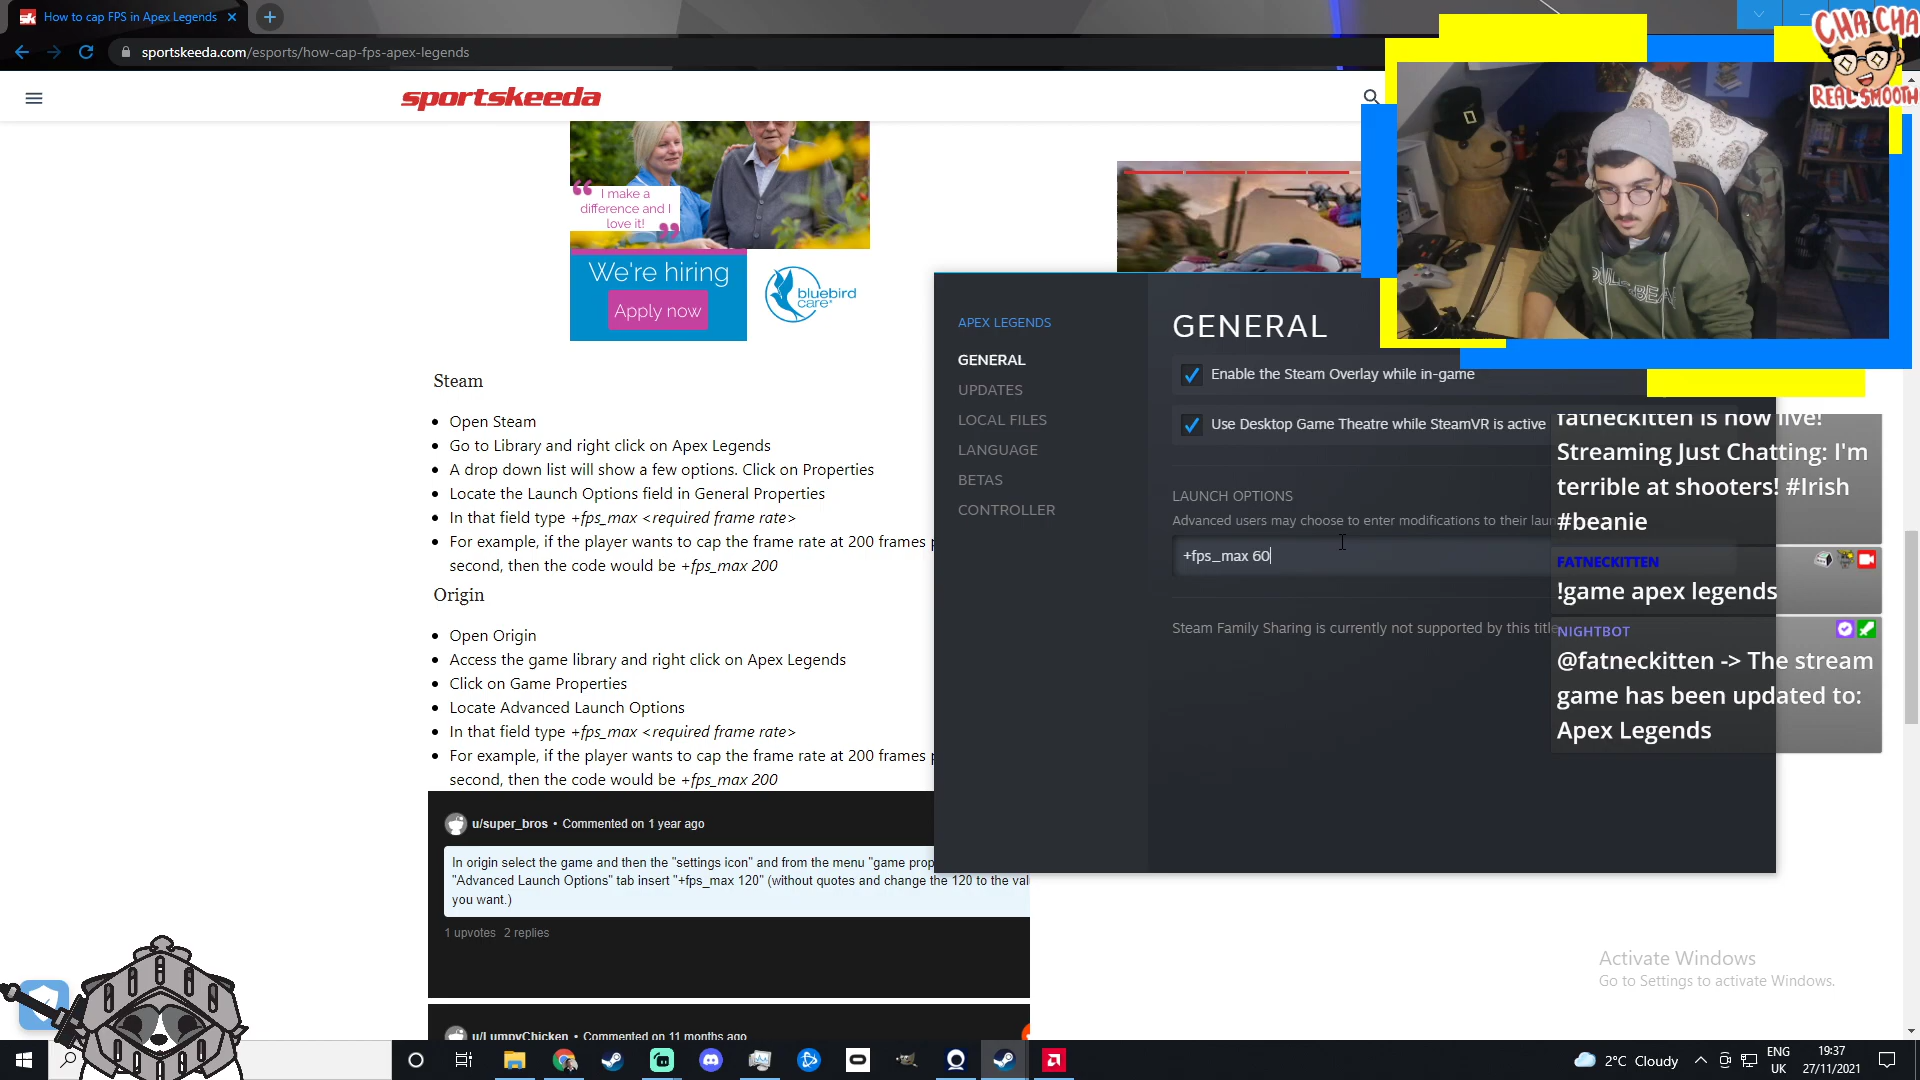 How to cap FPS in Apex Legends
sportskeeda.com/esports/how-cap-fps-apex-legends
CHA CHA
REAL SMOOTH
sportskeeda
I make a
difference and I
love it!
We're hiring
Apply now
bluebird
care
APEX LEGENDS
GENERAL
UPDATES
LOCAL FILES
LANGUAGE
BETAS
CONTROLLER
GENERAL
Enable the Steam Overlay while in-game
Use Desktop Game Theatre while SteamVR is active
LAUNCH OPTIONS
Advanced users may choose to enter modifications to their laun
+fps_max 60
Steam Family Sharing is currently not supported by this title
fatneckitten is now live!
Streaming Just Chatting: I'm
terrible at shooters! #Irish
#beanie
FATNECKITTEN
!game apex legends
NIGHTBOT
@fatneckitten -> The stream
game has been updated to:
Apex Legends
Steam
Open Steam
Go to Library and right click on Apex Legends
A drop down list will show a few options. Click on Properties
Locate the Launch Options field in General Properties
In that field type +fps_max <required frame rate>
For example, if the player wants to cap the frame rate at 200 frames p
second, then the code would be +fps_max 200
Origin
Open Origin
Access the game library and right click on Apex Legends
Click on Game Properties
Locate Advanced Launch Options
In that field type +fps_max <required frame rate>
For example, if the player wants to cap the frame rate at 200 frames p
second, then the code would be +fps_max 200
u/super_bros • Commented on 1 year ago
In origin select the game and then the "settings icon" and from the menu "game prop
"Advanced Launch Options" tab insert "+fps_max 120" (without quotes and change the 120 to the val
you want.)
1 upvotes 2 replies
u/LumpyChicken • Commented on 11 months ago
Activate Windows
Go to Settings to activate Windows.
2°C Cloudy
ENG
UK
19:37
27/11/2021